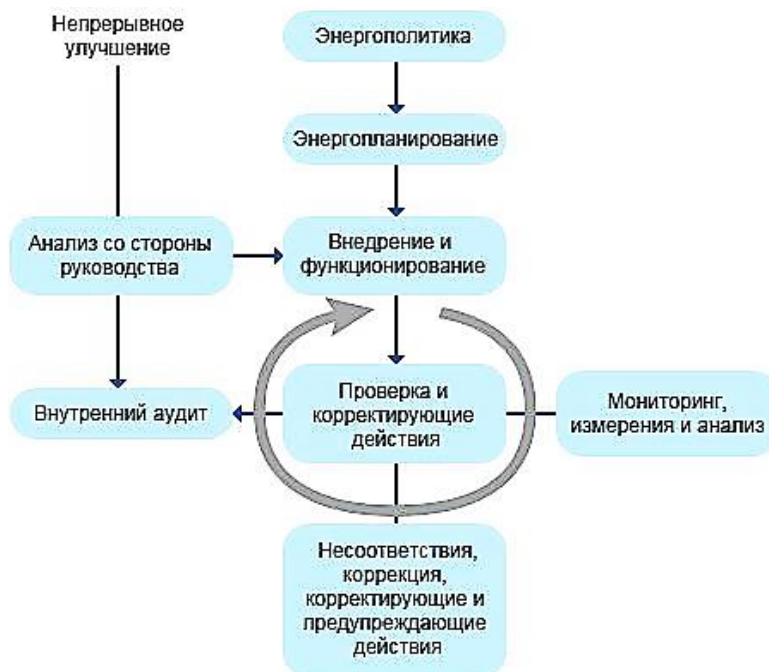 Непрерывное
улучшение
Энергополитика
Энергопланирование
Анализ со стороны
руководства
Внедрение и
функционирование
Внутренний аудит
Проверка и
корректирующие
действия
Мониторинг,
измерения и анализ
Несоответствия,
коррекция,
корректирующие и
предупреждающие
действия